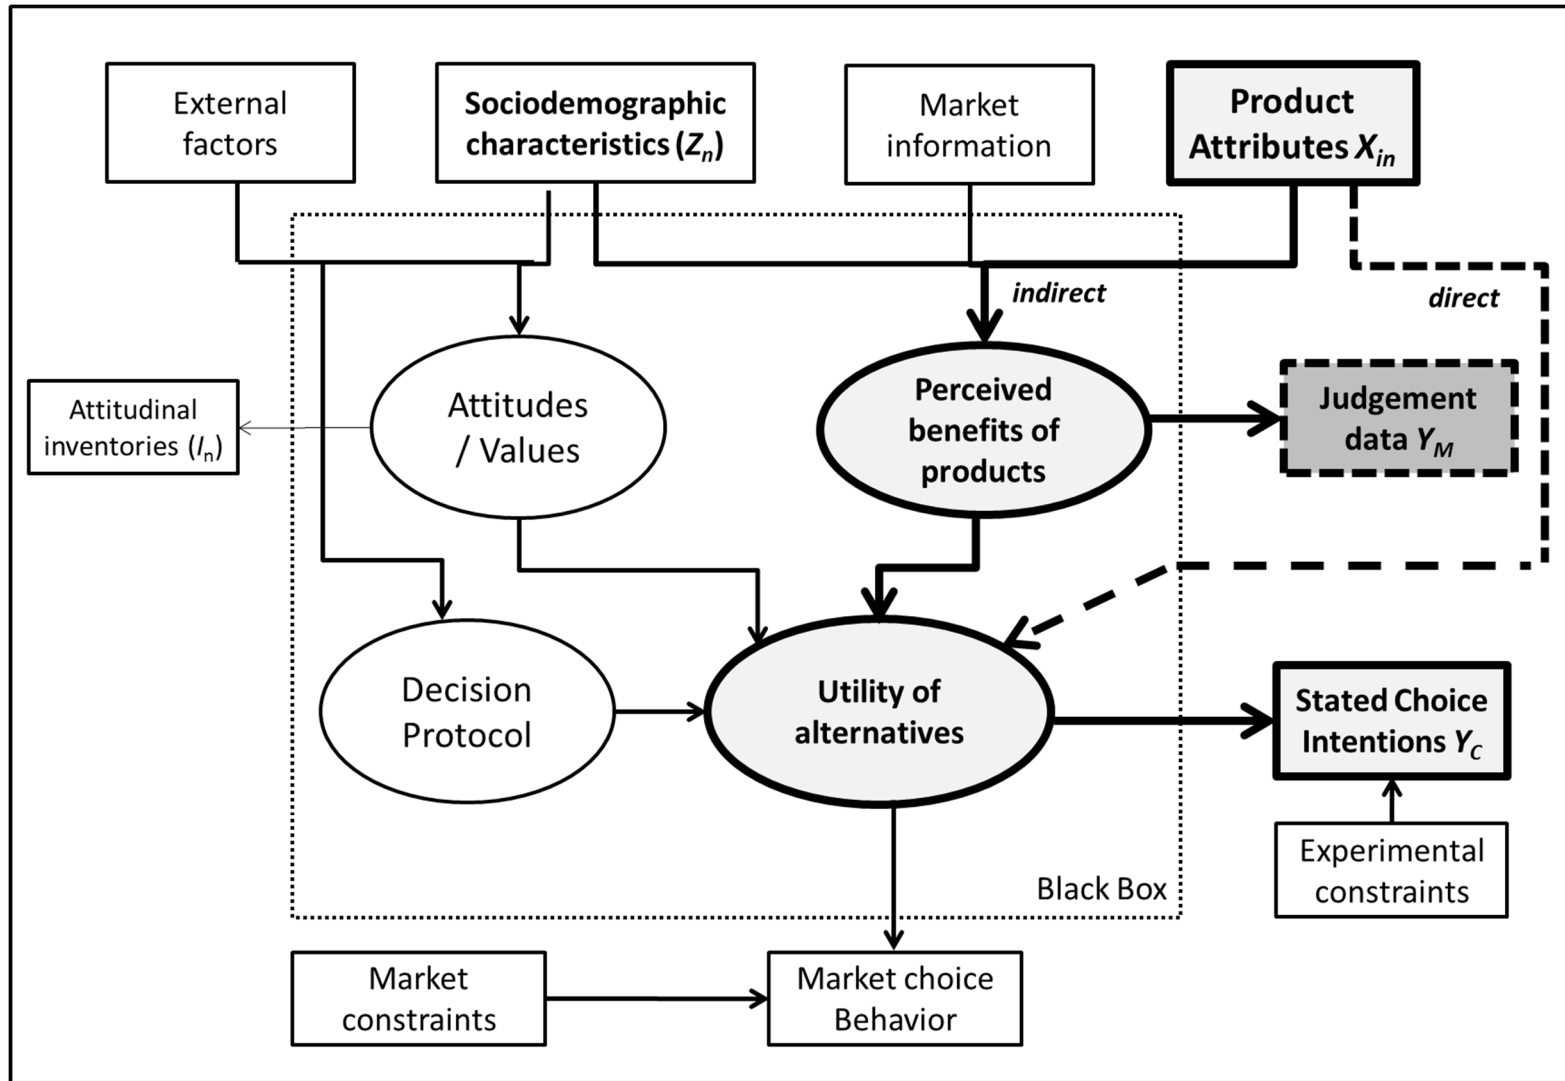 External
factors
Sociodemographic
characteristics (Zn)
Market
information
Product
Attributes Xin
indirect
direct
Attitudinal
inventories (In)
Attitudes
/ Values
Perceived
benefits of
products
Judgement
data YM
Decision
Protocol
Utility of
alternatives
Stated Choice
Intentions YC
Experimental
constraints
Black Box
Market
constraints
Market choice
Behavior